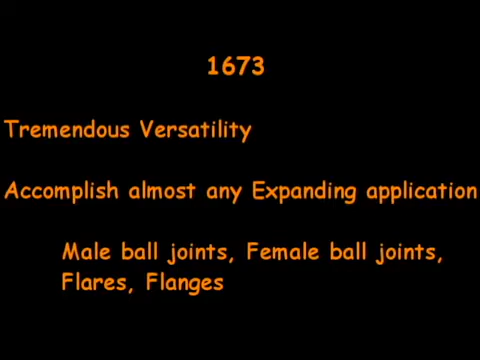 1673
Tremendous Versatility
Accomplish almost any Expanding application
Male ball joints, Female ball joints,
Flares, Flanges